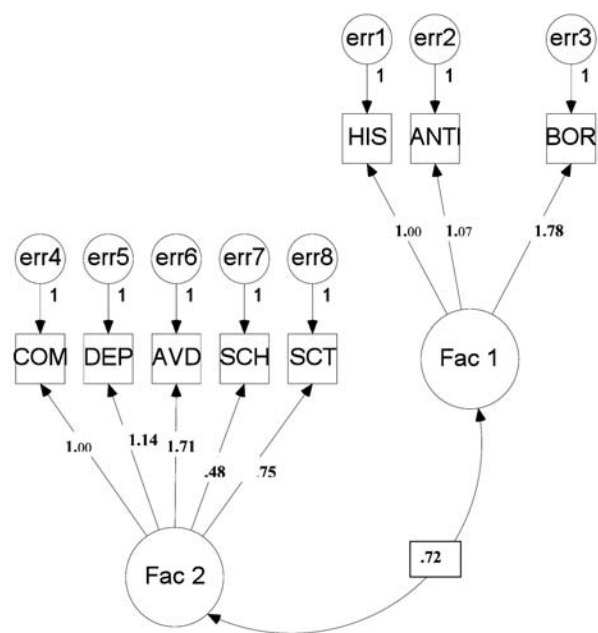 err1 err2 err3
1 1 1
HIS ANTI BOR
1.00 1.07 1.78
err4 err5 err6 err7 err8
1 1 1 1 1
COM DEP AVD SCH SCT
Fac 1
1.00 1.14 1.71 .48 .75
.72
Fac 2